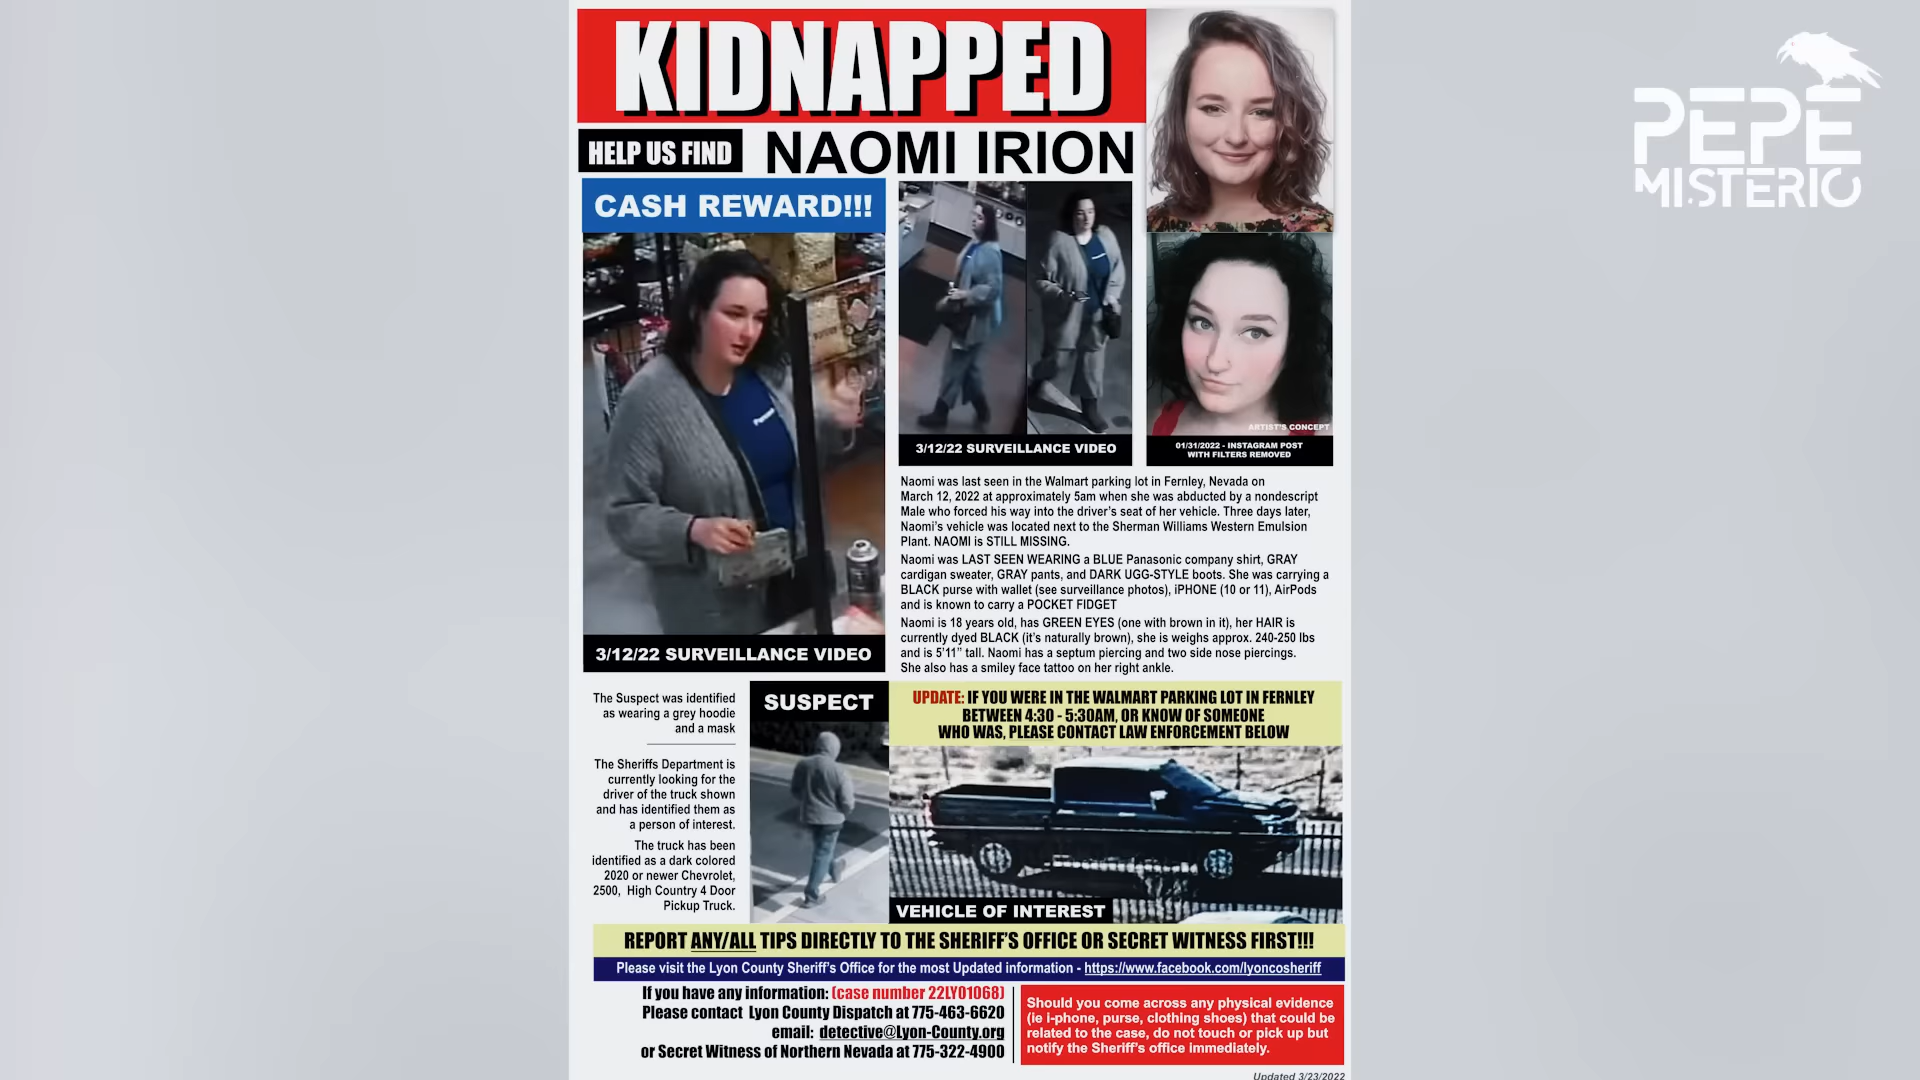 KIDNAPPED
HELP US FIND
NAOMI IRION
CASH REWARD!!!
PEPE
MISTERIO
Panasonic
3/12/22 SURVEILLANCE VIDEO
3/12/22 SURVEILLANCE VIDEO
ARTIST'S CONCEPT
01/31/2022 - INSTAGRAM POST
WITH FILTERS REMOVED
Naomi was last seen in the Walmart parking lot in Fernley, Nevada on
March 12, 2022 at approximately 5am when she was abducted by a nondescript
Male who forced his way into the driver's seat of her vehicle. Three days later,
Naomi's vehicle was located next to the Sherman Williams Western Emulsion
Plant. NAOMI is STILL MISSING.
Naomi was LAST SEEN WEARING a BLUE Panasonic company shirt, GRAY
cardigan sweater, GRAY pants, and DARK UGG-STYLE boots. She was carrying a
BLACK purse with wallet (see surveillance photos), iPHONE (10 or 11), AirPods
and is known to carry a POCKET FIDGET
Naomi is 18 years old, has GREEN EYES (one with brown in it), her HAIR is
currently dyed BLACK (it's naturally brown), she is weighs approx. 240-250 lbs
and is 5'11" tall. Naomi has a septum piercing and two side nose piercings.
She also has a smiley face tattoo on her right ankle.
The Suspect was identified
as wearing a grey hoodie
and a mask
The Sheriffs Department is
currently looking for the
driver of the truck shown
and has identified them as
a person of interest.
The truck has been
identified as a dark colored
2020 or newer Chevrolet,
2500, High Country 4 Door
Pickup Truck.
SUSPECT
UPDATE: IF YOU WERE IN THE WALMART PARKING LOT IN FERNLEY
BETWEEN 4:30 - 5:30AM, OR KNOW OF SOMEONE
WHO WAS, PLEASE CONTACT LAW ENFORCEMENT BELOW
VEHICLE OF INTEREST
REPORT ANY/ALL TIPS DIRECTLY TO THE SHERIFF'S OFFICE OR SECRET WITNESS FIRST!!!
Please visit the Lyon County Sheriff's Office for the most Updated information - https://www.facebook.com/lyoncosheriff
If you have any information: (case number 22LY01068)
Please contact Lyon County Dispatch at 775-463-6620
email: detective@Lyon-County.org
or Secret Witness of Northern Nevada at 775-322-4900
Should you come across any physical evidence
(ie i-phone, purse, clothing shoes) that could be
related to the case, do not touch or pick up but
notify the Sheriff's office immediately.
Updated 3/23/2022